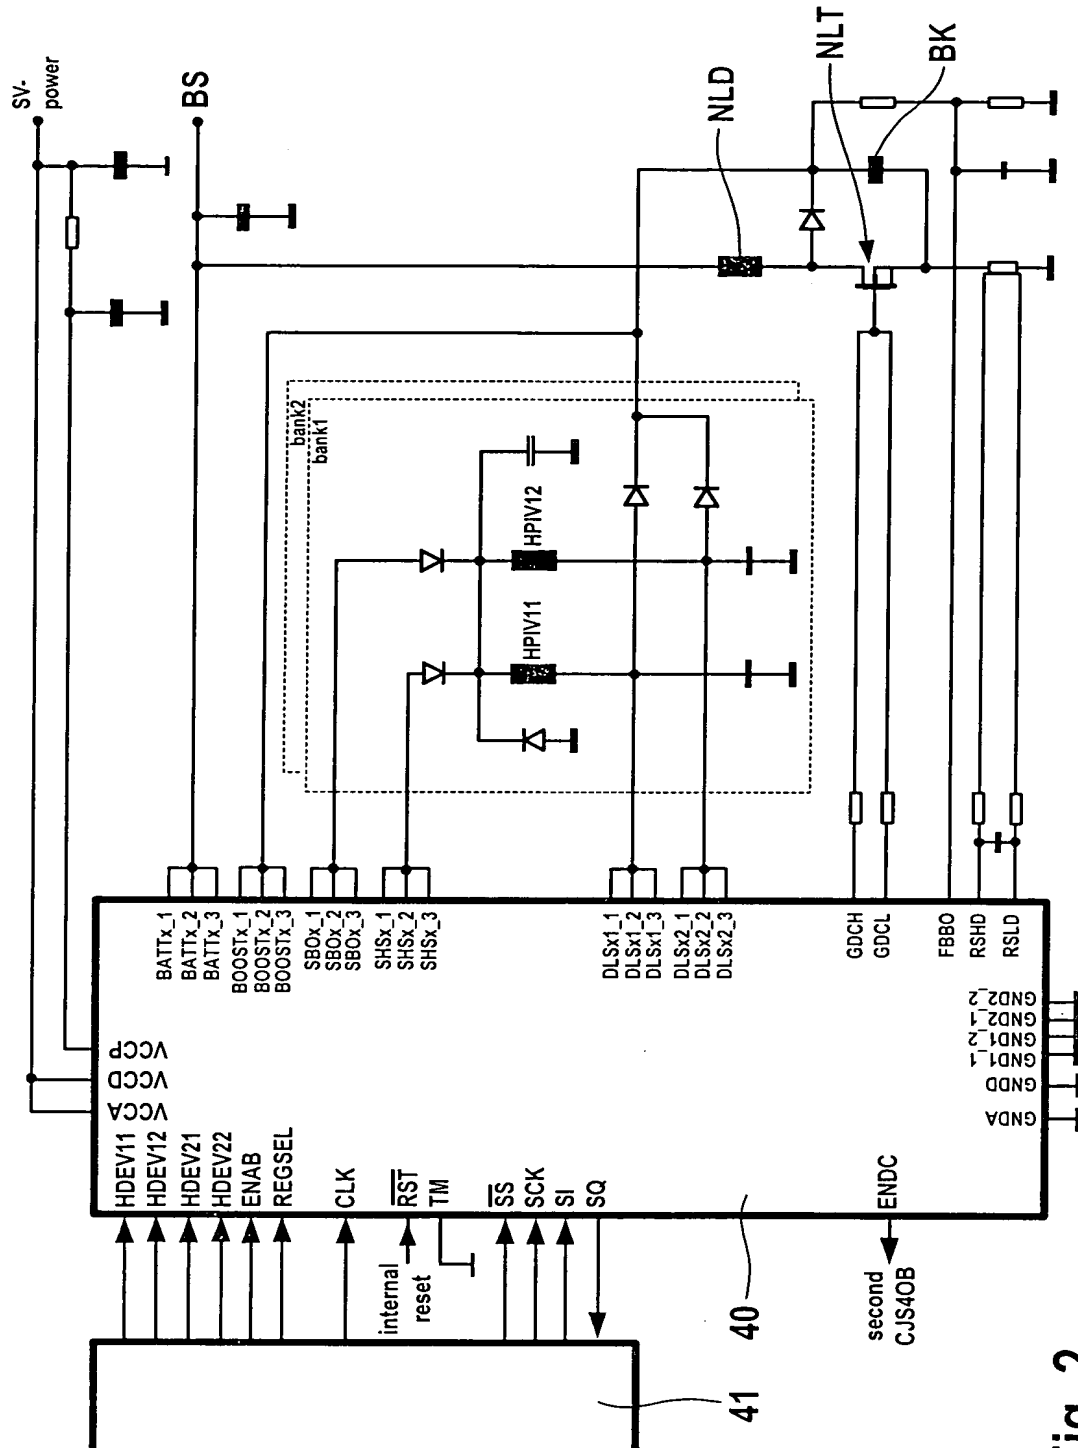 SV-
power
BS
NLD
NLT
BK
bank2
bank1
HPIV12
HPIV11
BATTx_1
BATTx_2
BATTx_3
BOOSTx_1
BOOSTx_2
BOOSTx_3
SBOx_1
SBOx_2
SBOx_3
SHSx_1
SHSx_2
SHSx_3
DLSx1_1
DLSx1_2
DLSx1_3
DLSx2_1
DLSx2_2
DLSx2_3
GDCH
GDCL
FBBO
RSHD
RSLD
VCCP
VCCD
VCCA
GND2_2
GND2_1
GND1_2
GND1_1
GNDD
GNDA
HDEV11
HDEV12
HDEV21
HDEV22
ENAB
REGSEL
CLK
RST
TM
SS
SCK
SI
SQ
ENDC
internal
reset
second
CJS4OB
40
41
Fig. 2